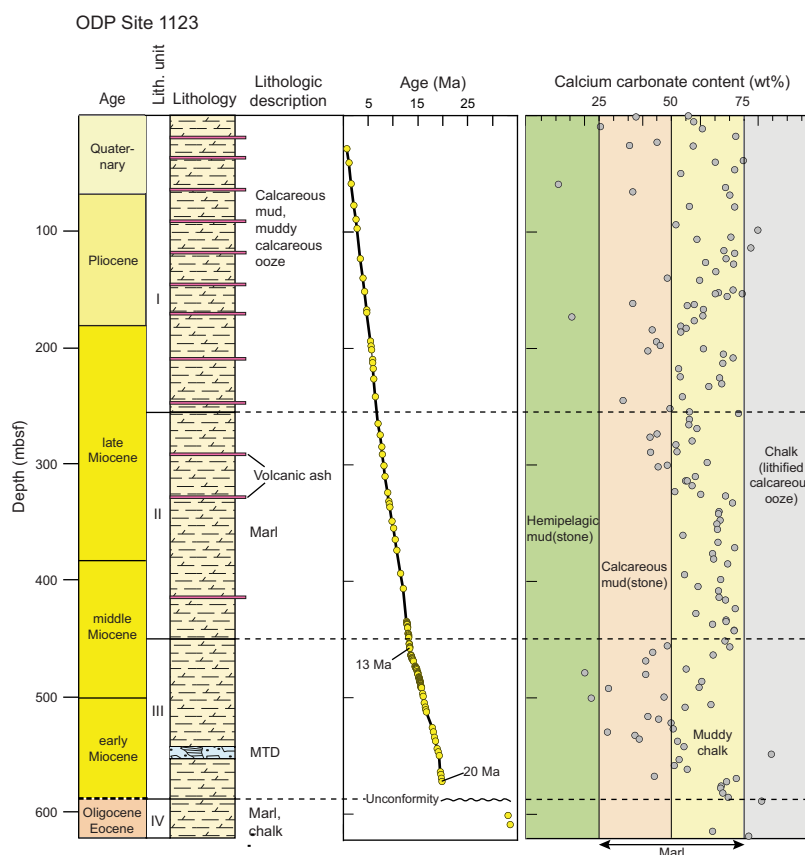 ODP Site 1123
Age
Lith. unit
Lithology
Lithologic
description
Age (Ma)
5
15
25
Calcium carbonate content (wt%)
25
50
75
Depth (mbsf)
100
200
300
400
500
600
Quater-
nary
Pliocene
late
Miocene
middle
Miocene
early
Miocene
Oligocene
Eocene
I
II
III
IV
Calcareous
mud,
muddy
calcareous
ooze
Volcanic ash
Marl
MTD
Marl,
chalk
13 Ma
20 Ma
Unconformity
Hemipelagic
mud(stone)
Calcareous
mud(stone)
Muddy
chalk
Chalk
(lithified
calcareous
ooze)
Marl